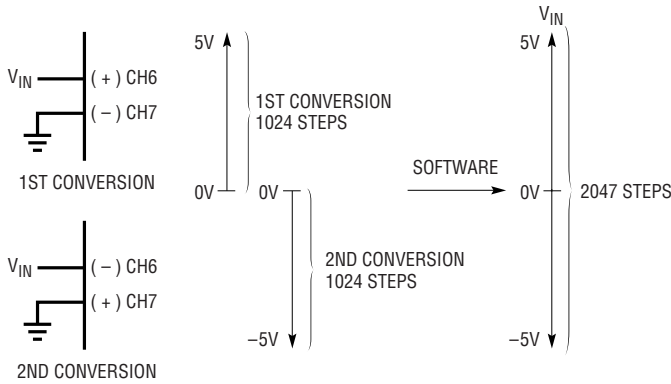 V_IN
( + ) CH6
( – ) CH7
1ST CONVERSION
5V
0V
1ST CONVERSION
1024 STEPS
V_IN
( – ) CH6
( + ) CH7
2ND CONVERSION
0V
–5V
2ND CONVERSION
1024 STEPS
SOFTWARE
V_IN
5V
0V
–5V
2047 STEPS